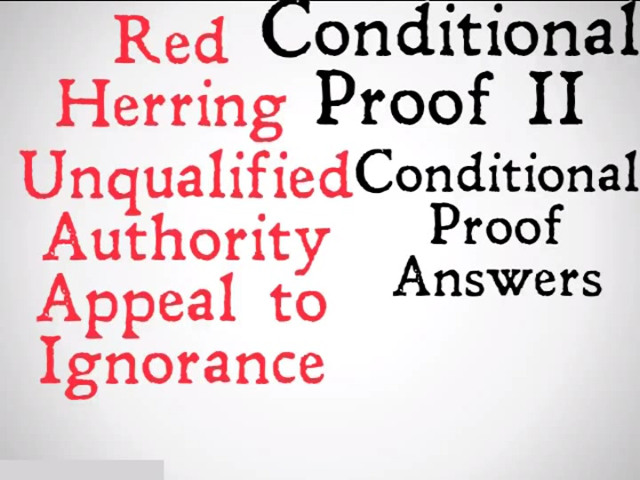 Red
Herring
Unqualified
Authority
Appeal to
Ignorance
Conditional
Proof II
Conditional
Proof
Answers